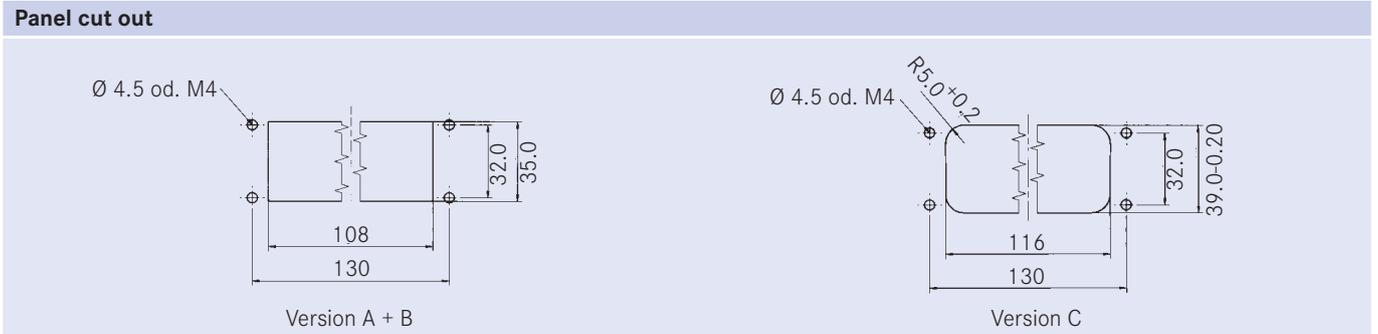 Panel cut out
Ø 4.5 od. M4
32.0
35.0
108
130
Version A + B
Ø 4.5 od. M4
R5.0 +0.2
32.0
39.0-0.20
116
130
Version C